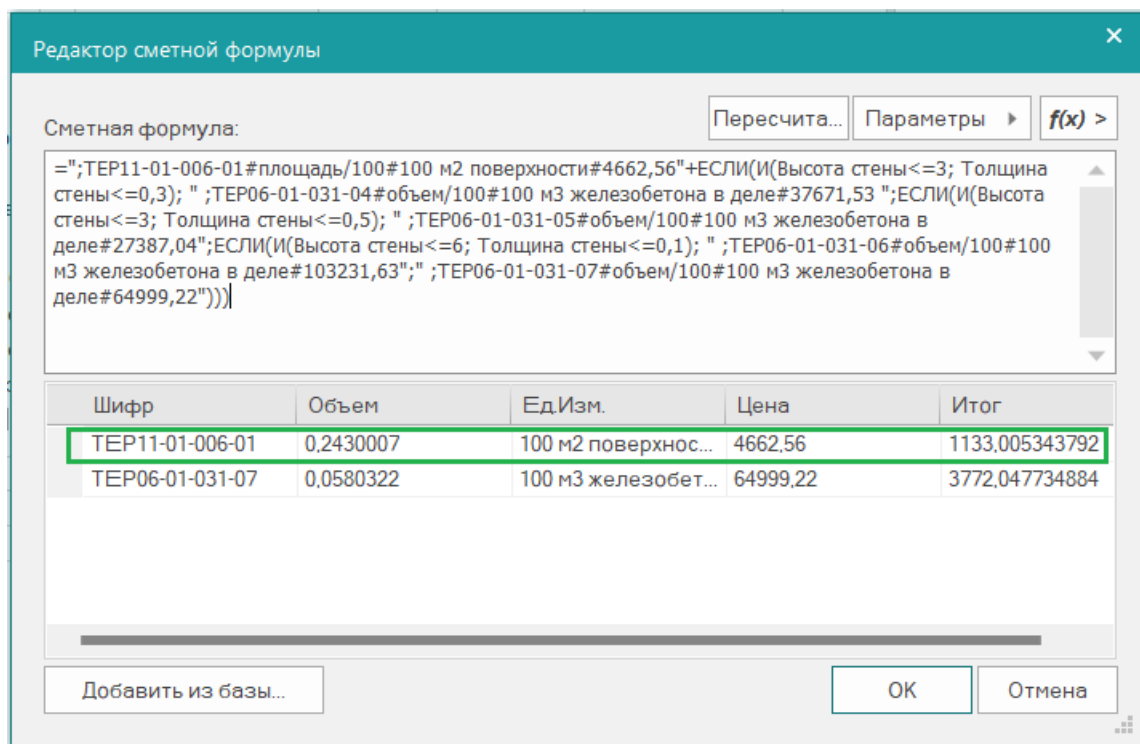 Редактор сметной формулы
Сметная формула:
Пересчита... Параметры f(x) >
=";ТЕР11-01-006-01#площадь/100#100 м2 поверхности#4662,56"+ЕСЛИ(И(Высота стены<=3; Толщина
стены<=0,3); " ;ТЕР06-01-031-04#объем/100#100 м3 железобетона в деле#37671,53 ";ЕСЛИ(И(Высота
стены<=3; Толщина стены<=0,5); " ;ТЕР06-01-031-05#объем/100#100 м3 железобетона в
деле#27387,04";ЕСЛИ(И(Высота стены<=6; Толщина стены<=0,1); " ;ТЕР06-01-031-06#объем/100#100
м3 железобетона в деле#103231,63";" ;ТЕР06-01-031-07#объем/100#100 м3 железобетона в
деле#64999,22")))
Шифр Объем Ед.Изм. Цена Итог
ТЕР11-01-006-01 0,2430007 100 м2 поверхнос... 4662,56 1133,005343792
ТЕР06-01-031-07 0,0580322 100 м3 железобет... 64999,22 3772,047734884
Добавить из базы... OK Отмена